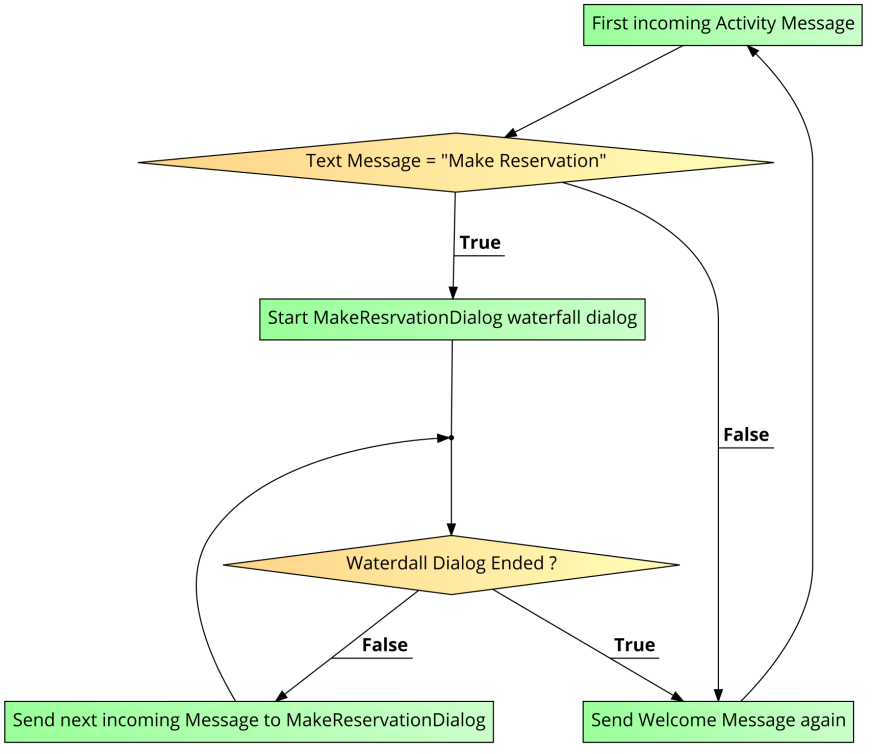 First incoming Activity Message
Text Message = "Make Reservation"
True
Start MakeResrvationDialog waterfall dialog
False
Waterdall Dialog Ended ?
False
True
Send next incoming Message to MakeReservationDialog
Send Welcome Message again